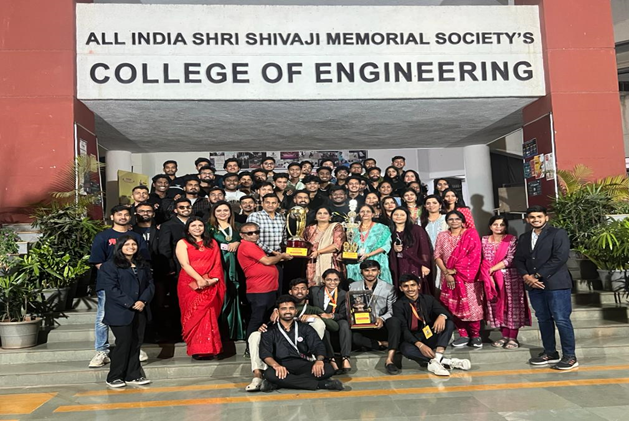 ALL INDIA SHRI SHIVAJI MEMORIAL SOCIETY'S
COLLEGE OF ENGINEERING